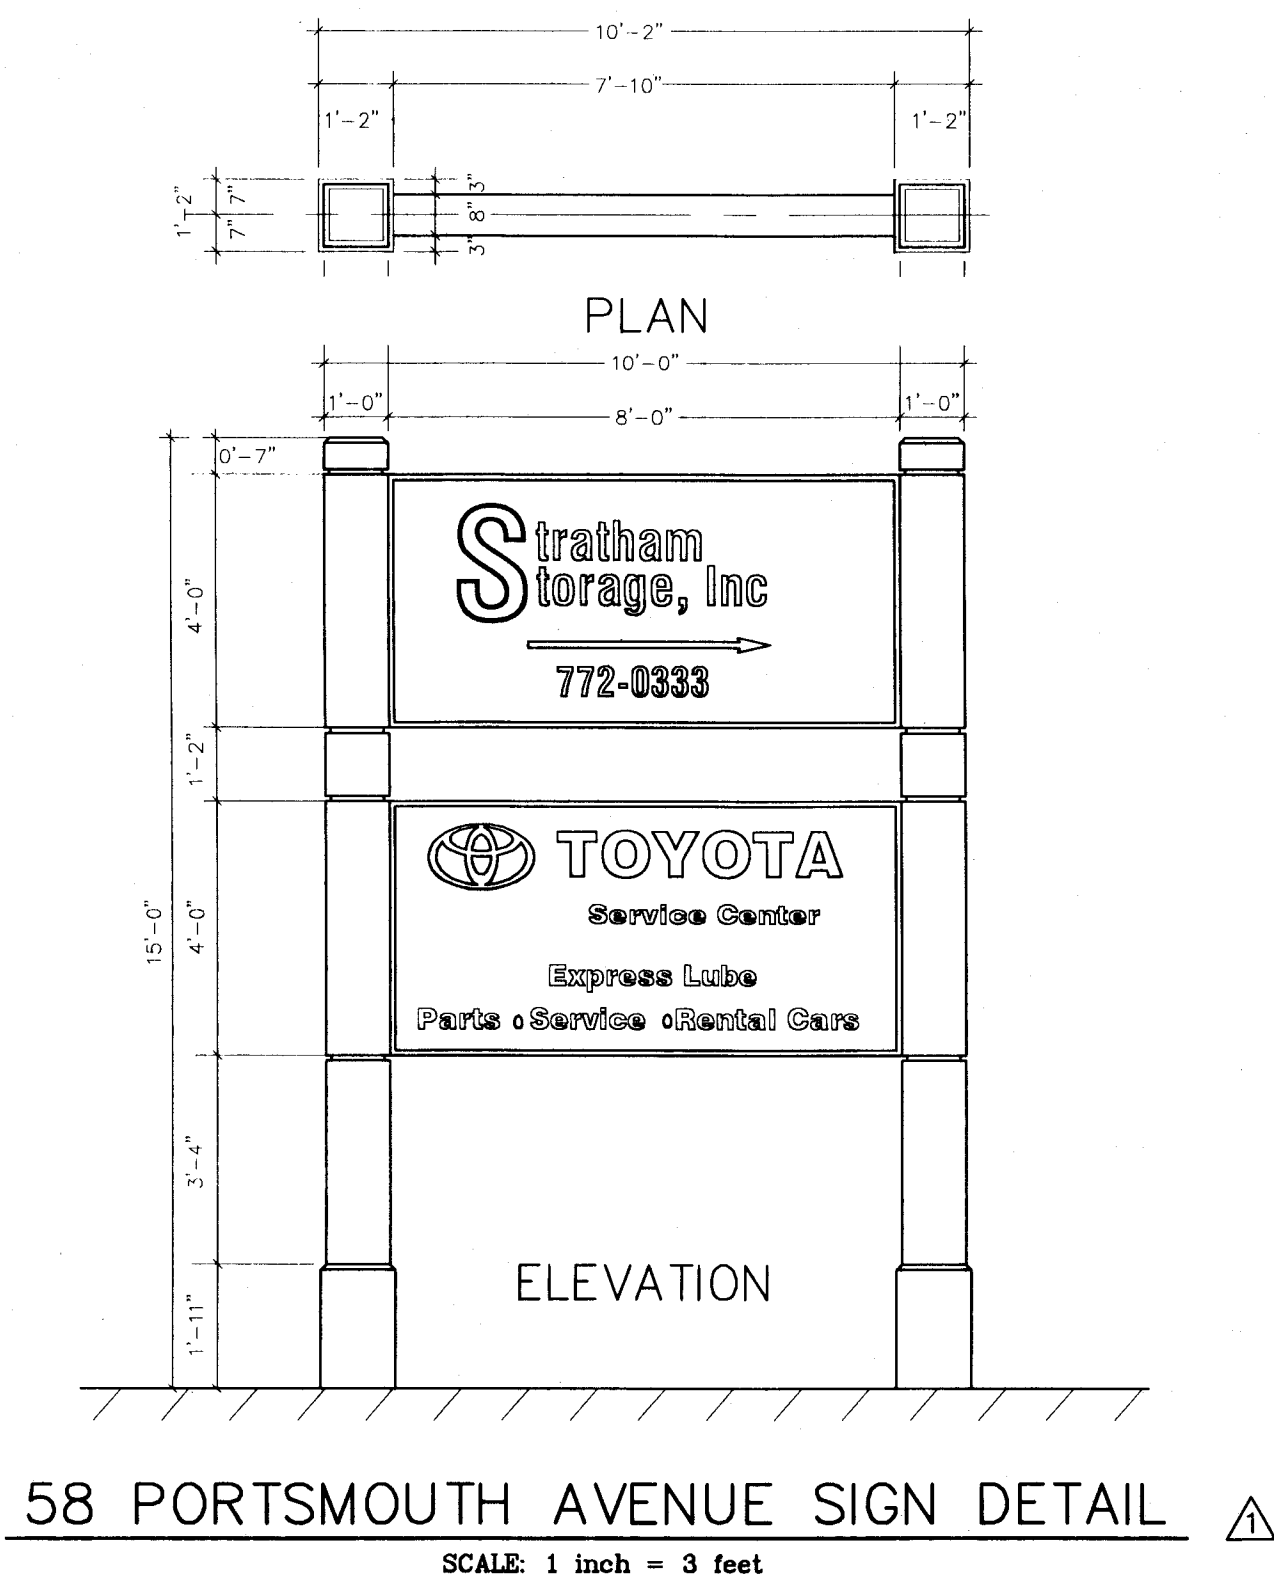 10'-2"
7'-10"
1'-2" 1'-2"
1'-2" 7" 7" 3" 8" 3"
PLAN
10'-0"
1'-0" 8'-0" 1'-0"
0'-7"
4'-0"
Stratham
Storage, Inc
772-0333
1'-2"
15'-0"
4'-0"
TOYOTA
Service Center
Express Lube
Parts o Service o Rental Cars
3'-4"
1'-11"
ELEVATION
58 PORTSMOUTH AVENUE SIGN DETAIL 1
SCALE: 1 inch = 3 feet